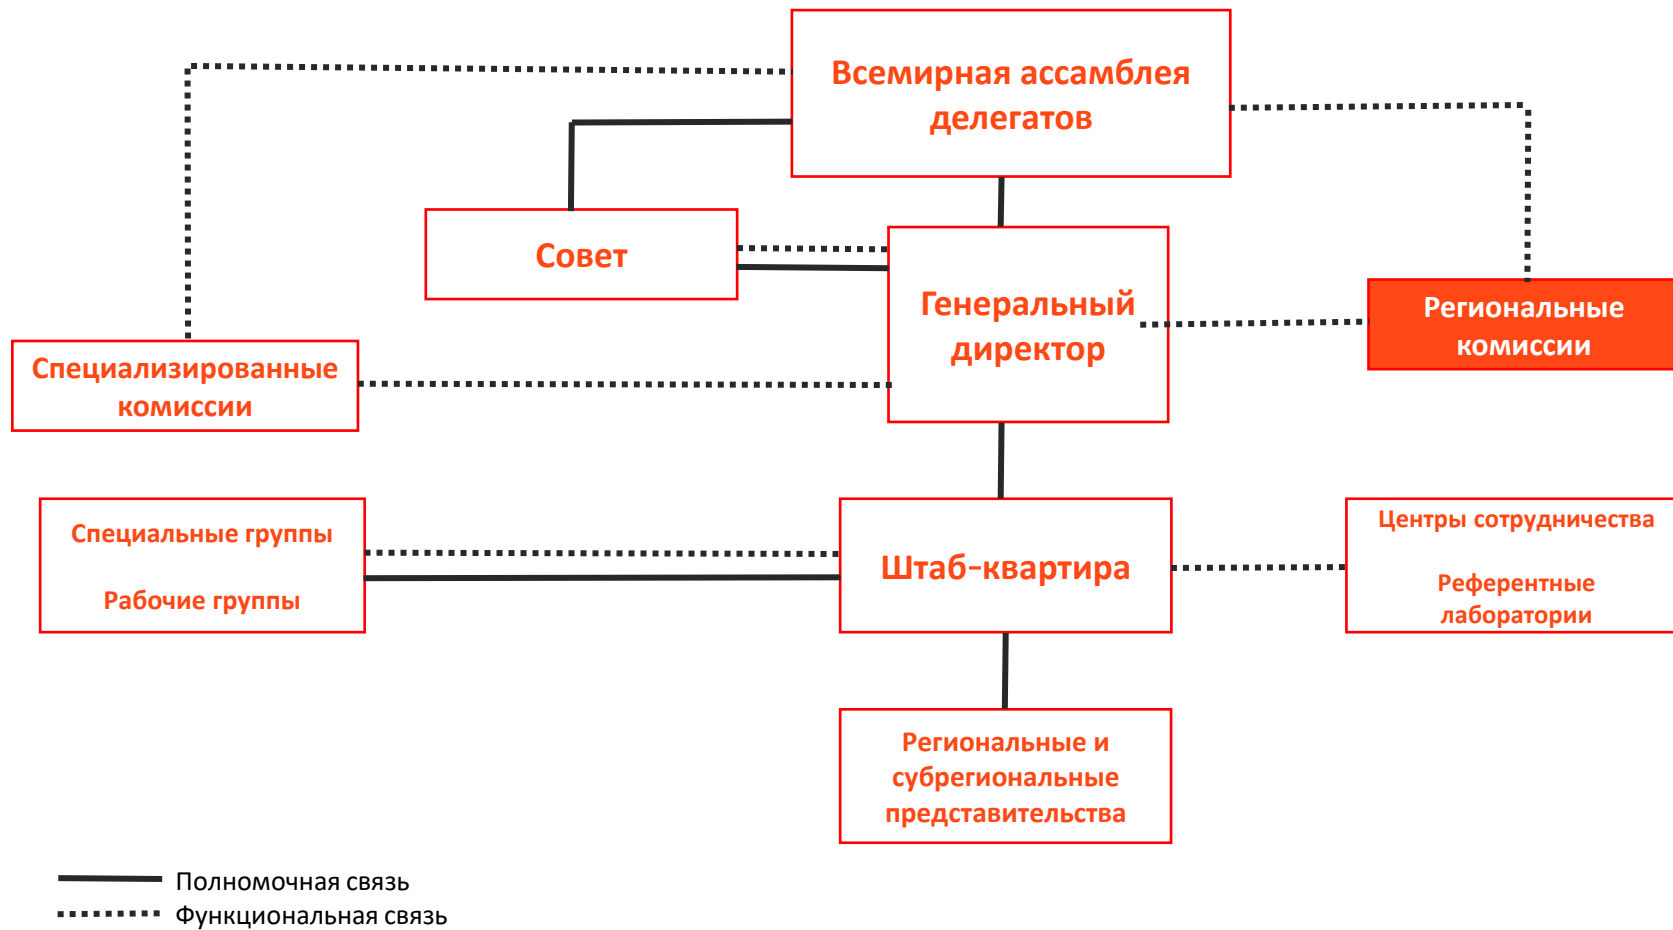 Всемирная ассамблея
делегатов
Совет
Генеральный
директор
Региональные
комиссии
Специализированные
комиссии
Специальные группы
Рабочие группы
Штаб-квартира
Центры сотрудничества
Референтные
лаборатории
Региональные и
субрегиональные
представительства
Полномочная связь
Функциональная связь